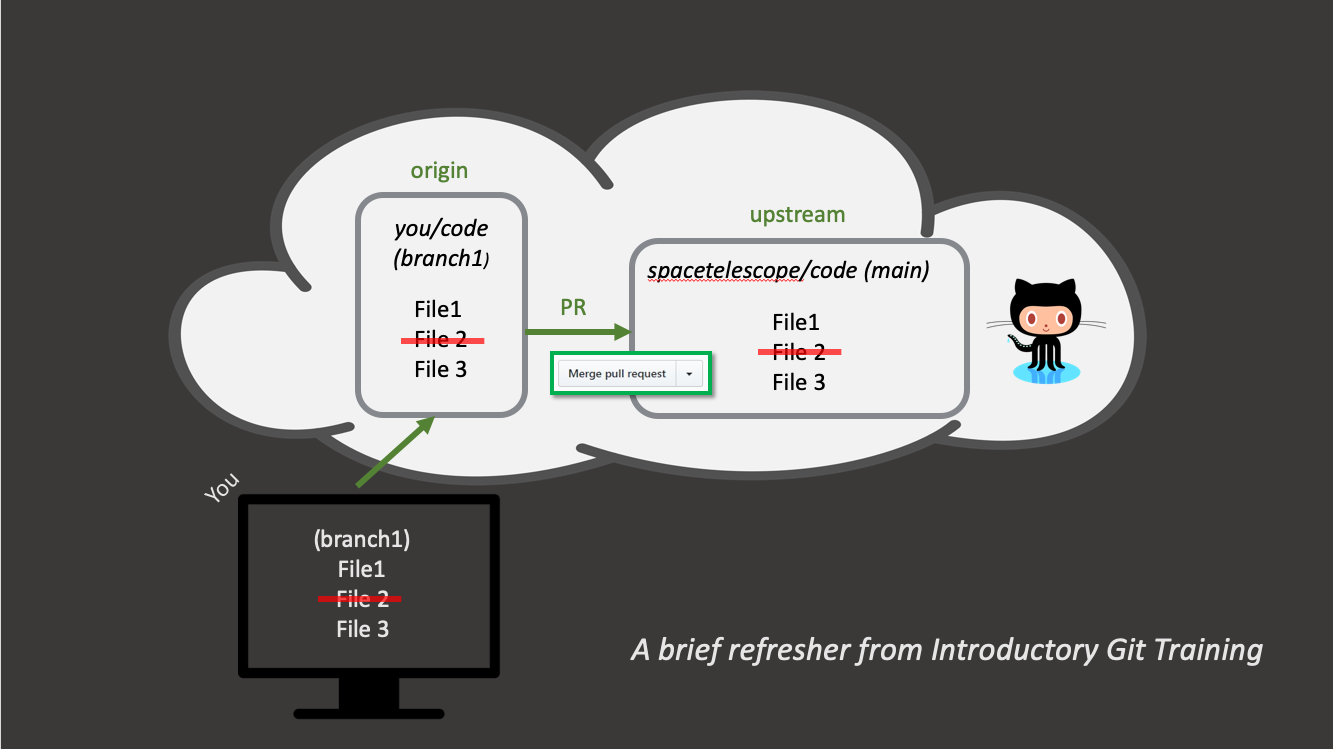 origin
you/code
(branch1)
File1
File 2
File 3
PR
Merge pull request
upstream
spacetelescope/code (main)
File1
File 2
File 3
You
(branch1)
File1
File 2
File 3
A brief refresher from Introductory Git Training